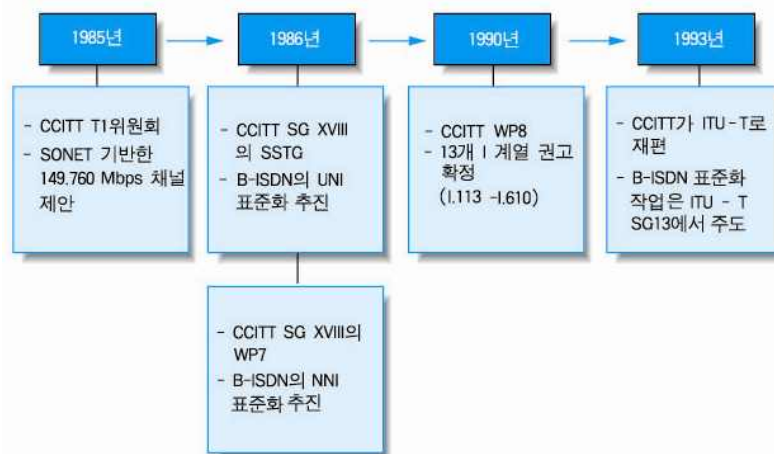 1985년
1986년
1990년
1993년
- CCITT T1위원회
- SONET 기반한
149.760 Mbps 채널
제안
- CCITT SG XVIII
의 SSTG
- B-ISDN의 UNI
표준화 추진
- CCITT WP8
- 13개 I 계열 권고
확정
(I.113 -I.610)
- CCITT가 ITU-T로
재편
- B-ISDN 표준화
작업은 ITU - T
SG13에서 주도
- CCITT SG XVIII의
WP7
- B-ISDN의 NNI
표준화 추진